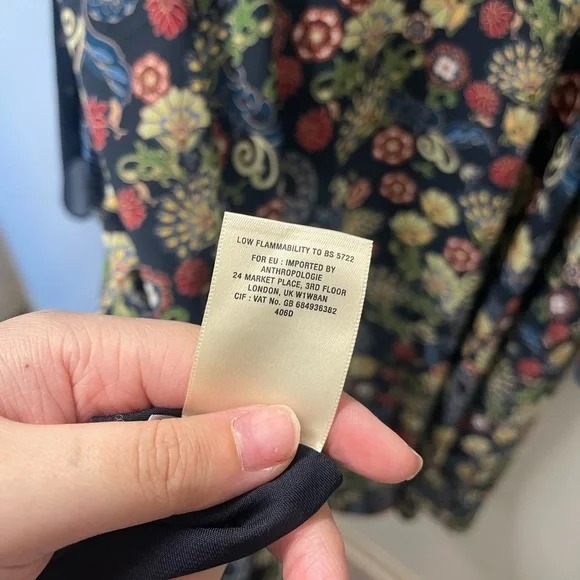 LOW FLAMMABILITY TO BS 5722
FOR EU : IMPORTED BY
ANTHROPOLOGIE
24 MARKET PLACE, 3RD FLOOR
LONDON, UK W1W8AN
CIF : VAT No. GB 684936382
406D